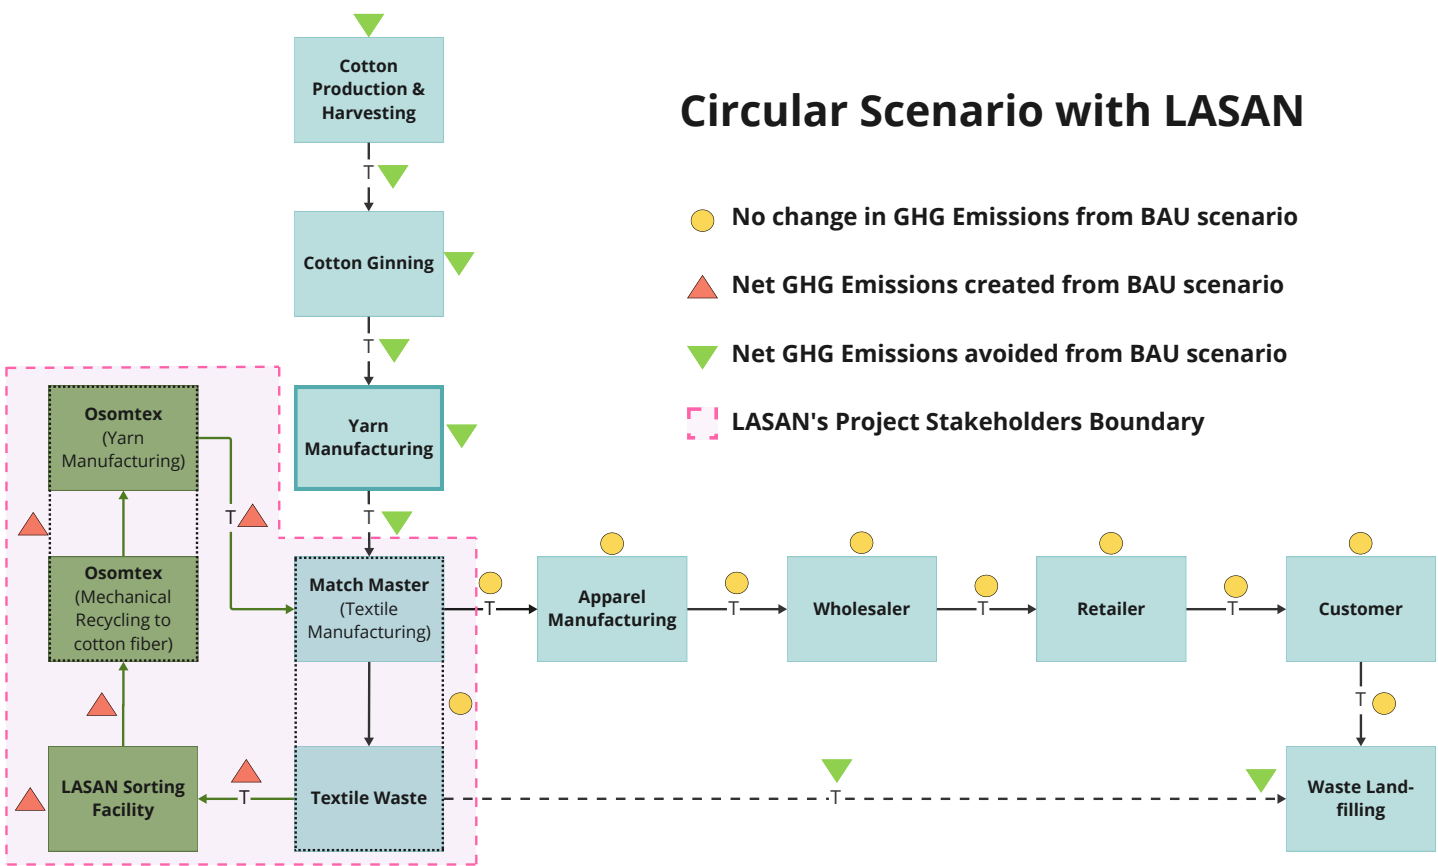 Circular Scenario with LASAN
No change in GHG Emissions from BAU scenario
Net GHG Emissions created from BAU scenario
Net GHG Emissions avoided from BAU scenario
LASAN's Project Stakeholders Boundary
Cotton
Production &
Harvesting
T
Cotton Ginning
T
Yarn
Manufacturing
T
Osomtex
(Yarn
Manufacturing)
T
Osomtex
(Mechanical
Recycling to
cotton fiber)
Match Master
(Textile
Manufacturing)
T
Apparel
Manufacturing
T
Wholesaler
T
Retailer
T
Customer
T
LASAN Sorting
Facility
T
Textile Waste
T
Waste Land-
filling